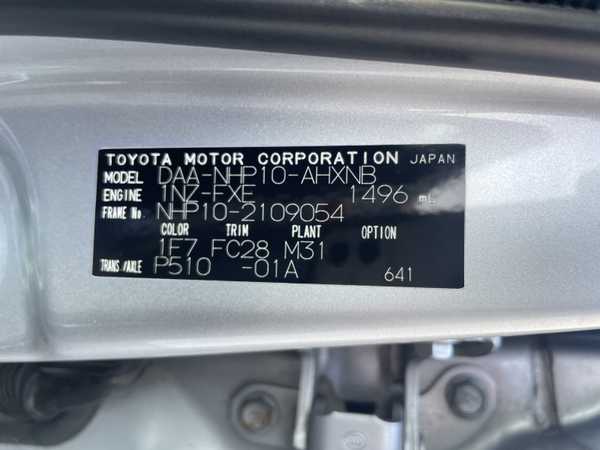 TOYOTA MOTOR CORPORATION JAPAN
MODEL DAA-NHP10-AHXNB
ENGINE 1NZ-FXE 1496 mL
FRAME No. NHP10-2109054
COLOR TRIM PLANT OPTION
1F7 FC28 M31
TRANS/AXLE P510 -01A
641